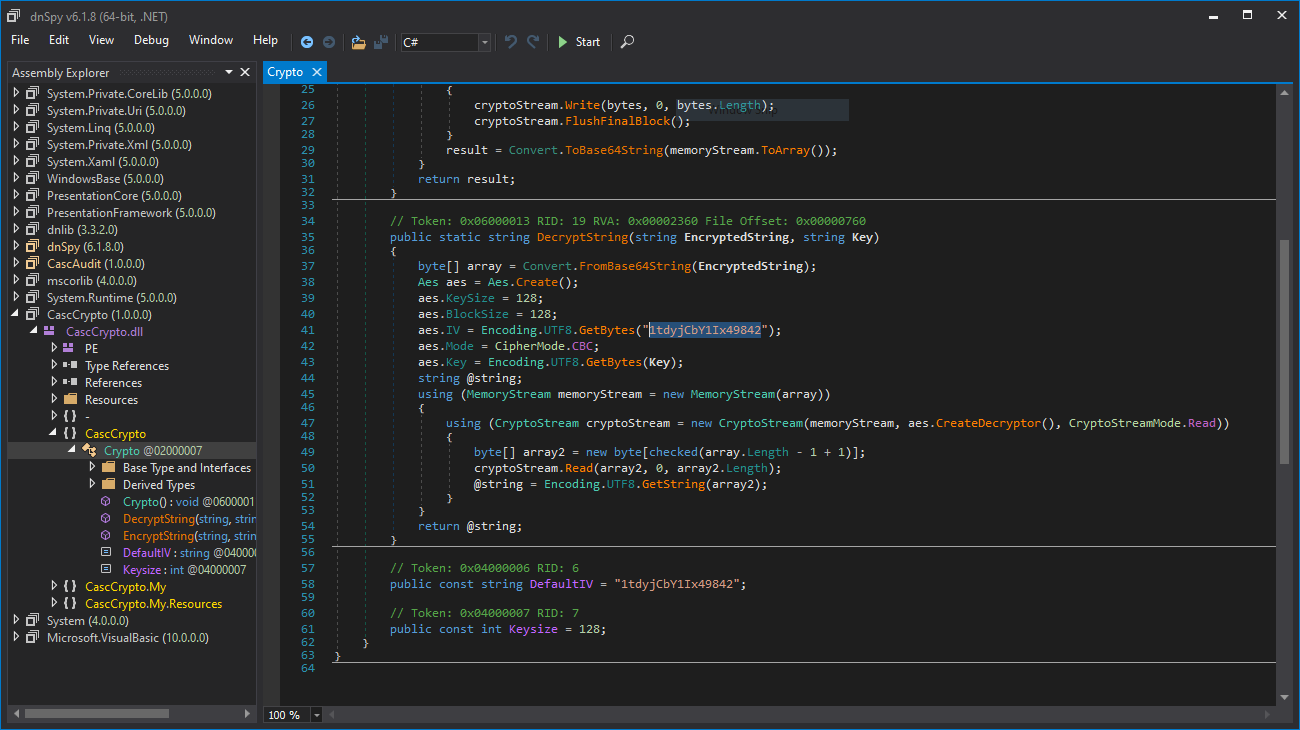 dnSpy v6.1.8 (64-bit, .NET)
File Edit View Debug Window Help C# Start
Assembly Explorer
System.Private.CoreLib (5.0.0.0)
System.Private.Uri (5.0.0.0)
System.Linq (5.0.0.0)
System.Private.Xml (5.0.0.0)
System.Xaml (5.0.0.0)
WindowsBase (5.0.0.0)
PresentationCore (5.0.0.0)
PresentationFramework (5.0.0.0)
dnlib (3.3.2.0)
dnSpy (6.1.8.0)
CascAudit (1.0.0.0)
mscorlib (4.0.0.0)
System.Runtime (5.0.0.0)
CascCrypto (1.0.0.0)
CascCrypto.dll
PE
Type References
References
Resources
{ } -
{ } CascCrypto
Crypto @02000007
Base Type and Interfaces
Derived Types
Crypto() : void @0600001
DecryptString(string, strin
EncryptString(string, strin
DefaultIV : string @040000
Keysize : int @04000007
{ } CascCrypto.My
{ } CascCrypto.My.Resources
System (4.0.0.0)
Microsoft.VisualBasic (10.0.0.0)
Crypto
25 {
26 cryptoStream.Write(bytes, 0, bytes.Length);
27 cryptoStream.FlushFinalBlock();
28 }
29 result = Convert.ToBase64String(memoryStream.ToArray());
30 }
31 return result;
32 }
33
34 // Token: 0x06000013 RID: 19 RVA: 0x00002360 File Offset: 0x00000760
35 public static string DecryptString(string EncryptedString, string Key)
36 {
37 byte[] array = Convert.FromBase64String(EncryptedString);
38 Aes aes = Aes.Create();
39 aes.KeySize = 128;
40 aes.BlockSize = 128;
41 aes.IV = Encoding.UTF8.GetBytes("1tdyjCbY1Ix49842");
42 aes.Mode = CipherMode.CBC;
43 aes.Key = Encoding.UTF8.GetBytes(Key);
44 string @string;
45 using (MemoryStream memoryStream = new MemoryStream(array))
46 {
47 using (CryptoStream cryptoStream = new CryptoStream(memoryStream, aes.CreateDecryptor(), CryptoStreamMode.Read))
48 {
49 byte[] array2 = new byte[checked(array.Length - 1 + 1)];
50 cryptoStream.Read(array2, 0, array2.Length);
51 @string = Encoding.UTF8.GetString(array2);
52 }
53 }
54 return @string;
55 }
56
57 // Token: 0x04000006 RID: 6
58 public const string DefaultIV = "1tdyjCbY1Ix49842";
59
60 // Token: 0x04000007 RID: 7
61 public const int Keysize = 128;
62 }
63 }
64
100 %